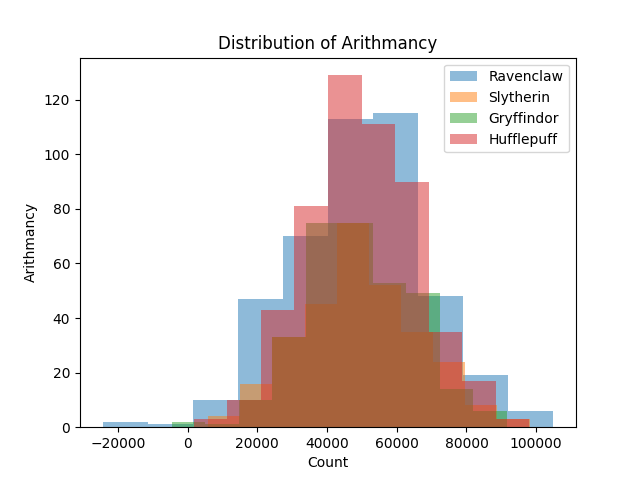 Distribution of Arithmancy
Ravenclaw
Slytherin
Gryffindor
Hufflepuff
120
100
80
60
40
20
0
Arithmancy
−20000 0 20000 40000 60000 80000 100000
Count